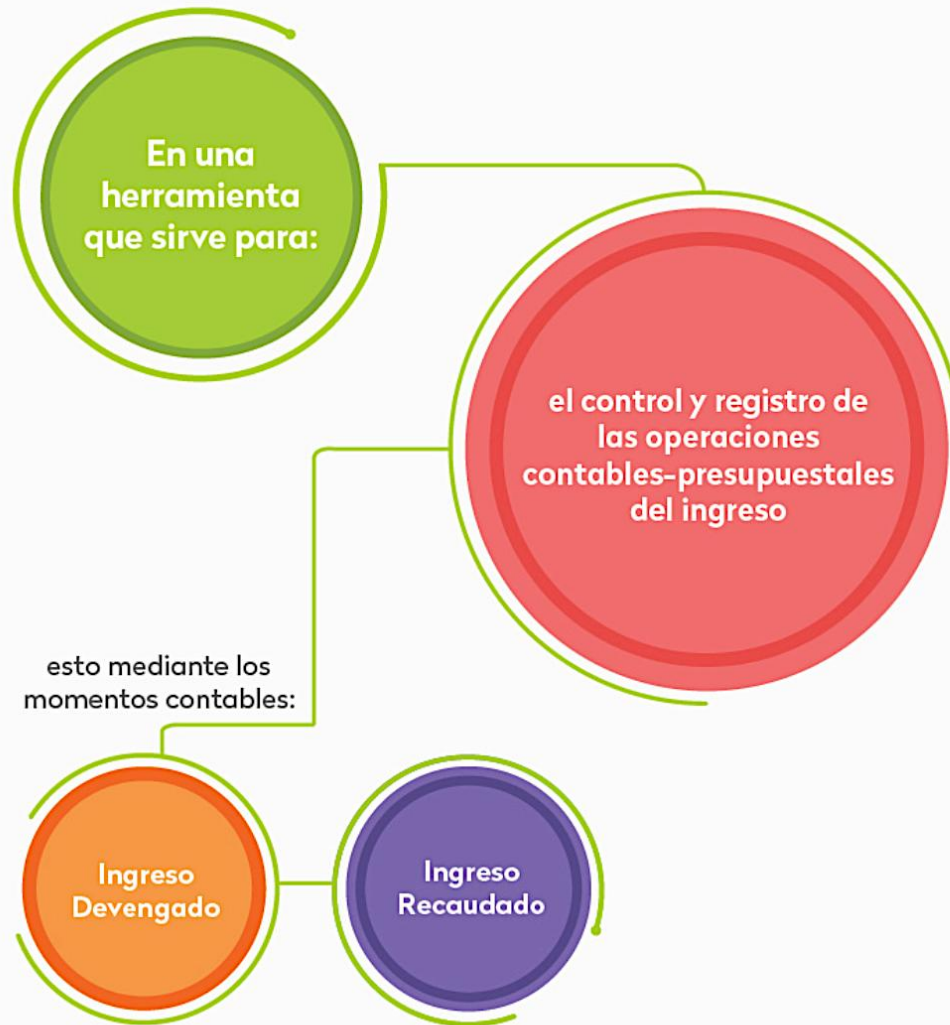 En una
herramienta
que sirve para:
el control y registro de
las operaciones
contables-presupuestales
del ingreso
esto mediante los
momentos contables:
Ingreso
Devengado
Ingreso
Recaudado